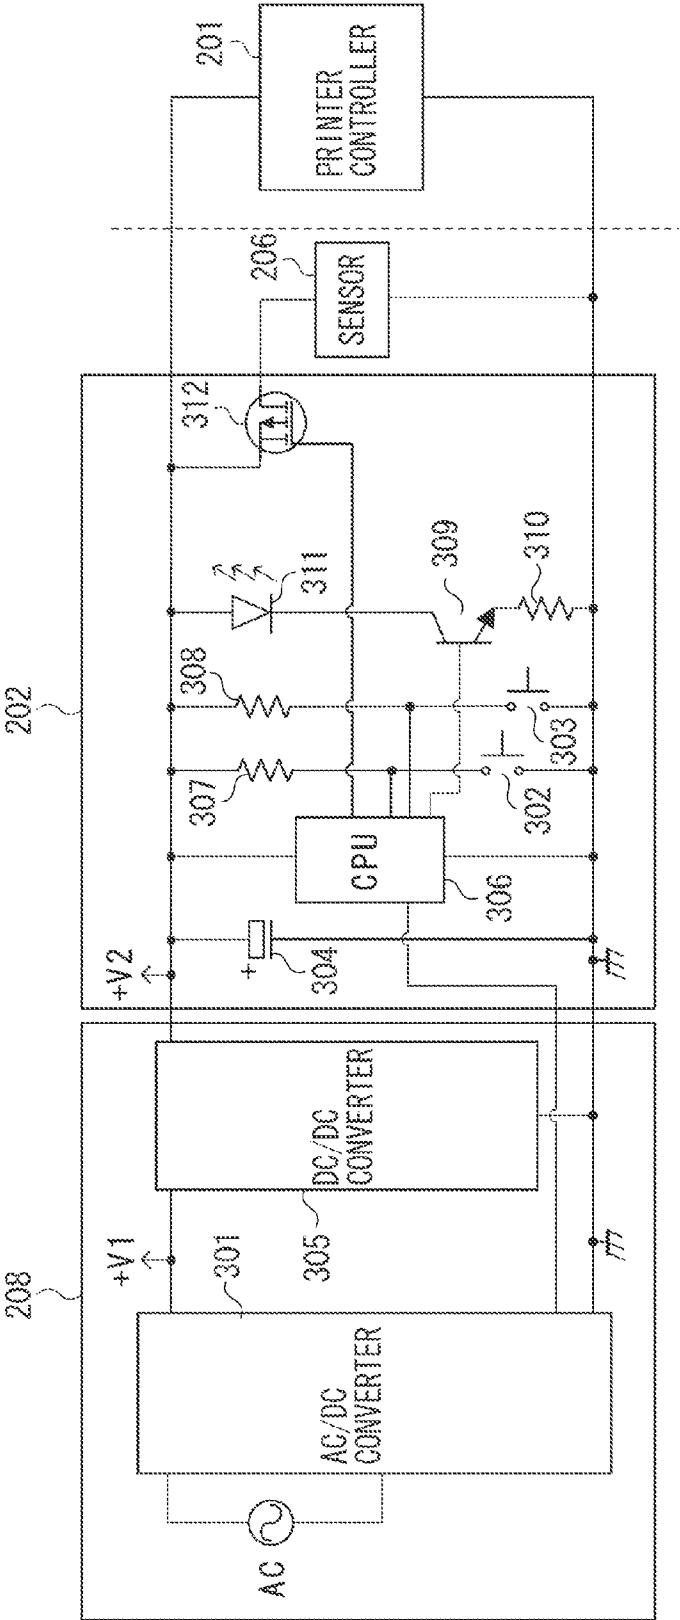 208
202
+V1
+V2
AC
AC/DC
CONVERTER
301
DC/DC
CONVERTER
305
304
+
CPU
306
307
308
302
303
311
309
310
312
206
SENSOR
201
PRINTER
CONTROLLER